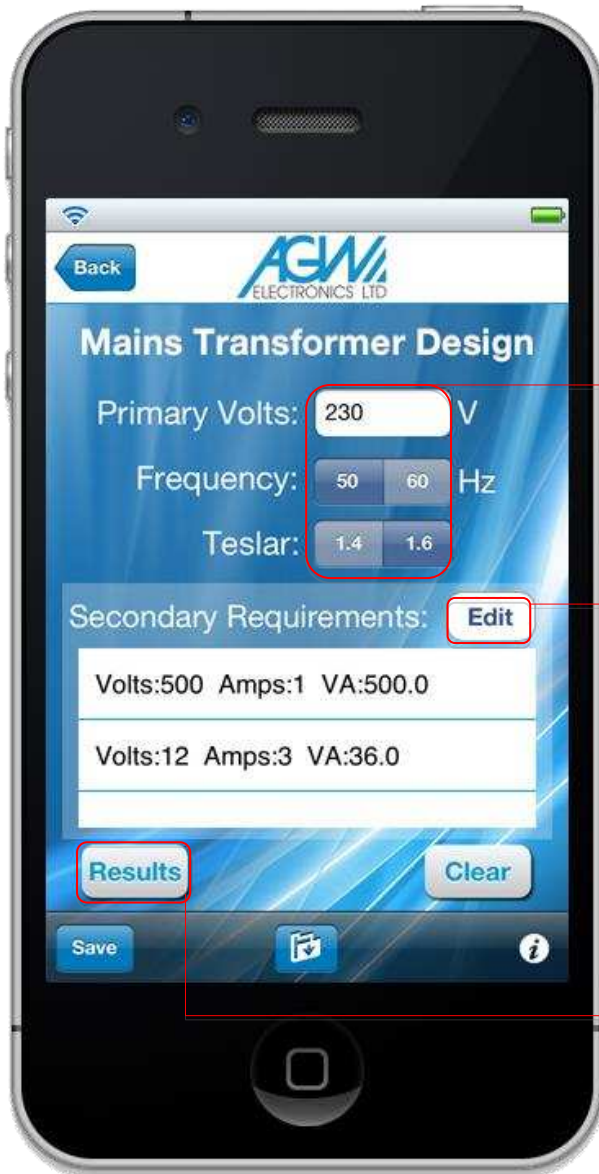 Back
AGW
ELECTRONICS LTD
Mains Transformer Design
Primary Volts: 230 V
Frequency: 50 60 Hz
Teslar: 1.4 1.6
Secondary Requirements: Edit
Volts:500 Amps:1 VA:500.0
Volts:12 Amps:3 VA:36.0
Results Clear
Save i